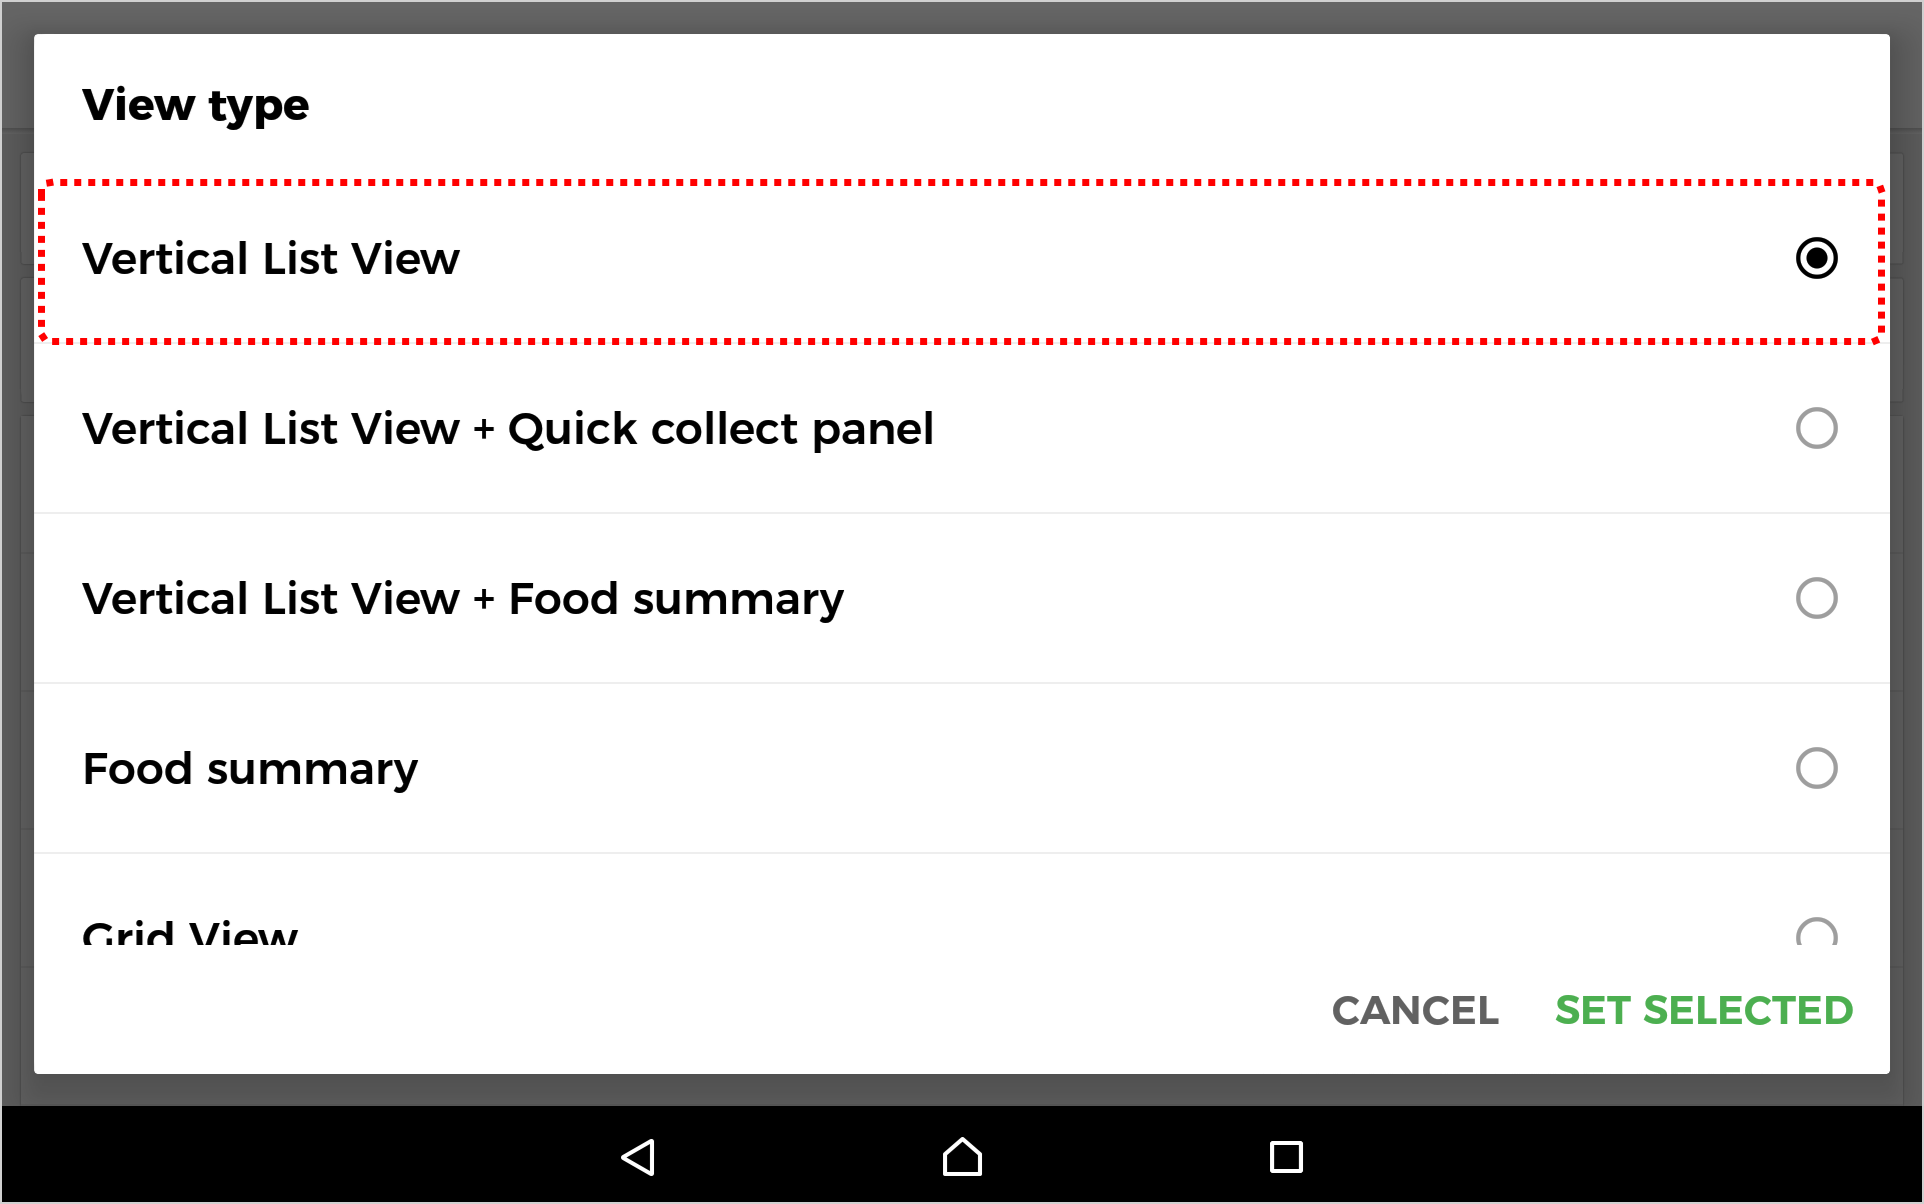 View type
Vertical List View
Vertical List View + Quick collect panel
Vertical List View + Food summary
Food summary
Grid View
CANCEL SET SELECTED